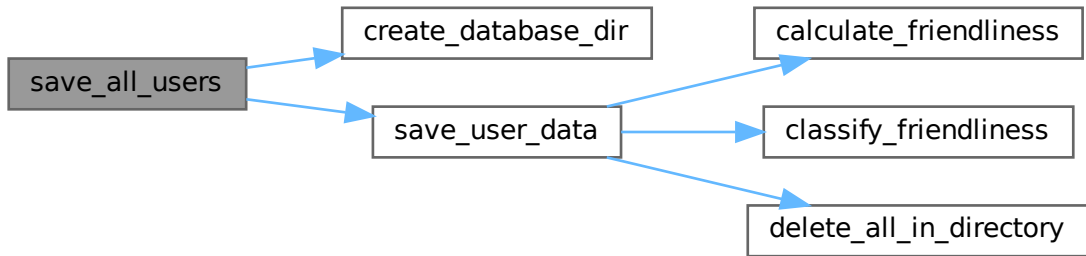 save_all_users
create_database_dir
save_user_data
calculate_friendliness
classify_friendliness
delete_all_in_directory